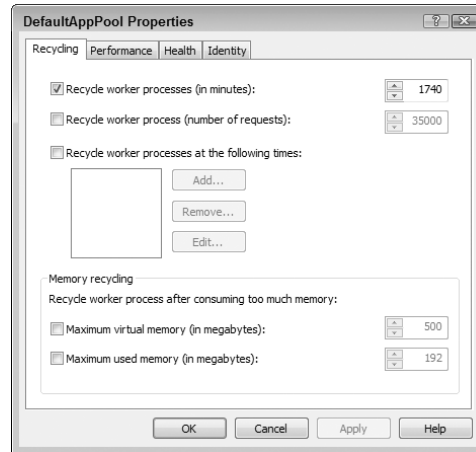 DefaultAppPool Properties
Recycling Performance Health Identity
Recycle worker processes (in minutes): 1740
Recycle worker process (number of requests): 35000
Recycle worker processes at the following times:
Add...
Remove...
Edit...
Memory recycling
Recycle worker process after consuming too much memory:
Maximum virtual memory (in megabytes): 500
Maximum used memory (in megabytes): 192
OK Cancel Apply Help